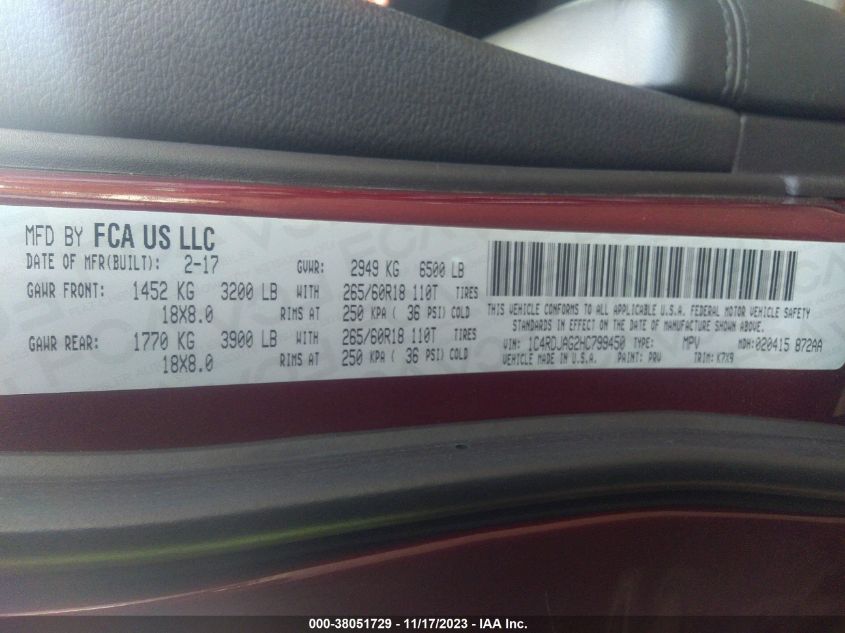 MFD BY FCA US LLC
DATE OF MFR(BUILT): 2-17 GVWR: 2949 KG 6500 LB
GAWR FRONT: 1452 KG 3200 LB WITH 265/60R18 110T TIRES
18X8.0 RIMS AT 250 KPA ( 36 PSI) COLD
GAWR REAR: 1770 KG 3900 LB WITH 265/60R18 110T TIRES
18X8.0 RIMS AT 250 KPA ( 36 PSI) COLD
THIS VEHICLE CONFORMS TO ALL APPLICABLE U.S.A. FEDERAL MOTOR VEHICLE SAFETY
STANDARDS IN EFFECT ON THE DATE OF MANUFACTURE SHOWN ABOVE.
VIN: 1C4RDJAG2HC799450 TYPE: MPV MDH: 020415 872AA
VEHICLE MADE IN U.S.A. PAINT: PRV TRIM: K7X9
000-38051729 - 11/17/2023 - IAA Inc.